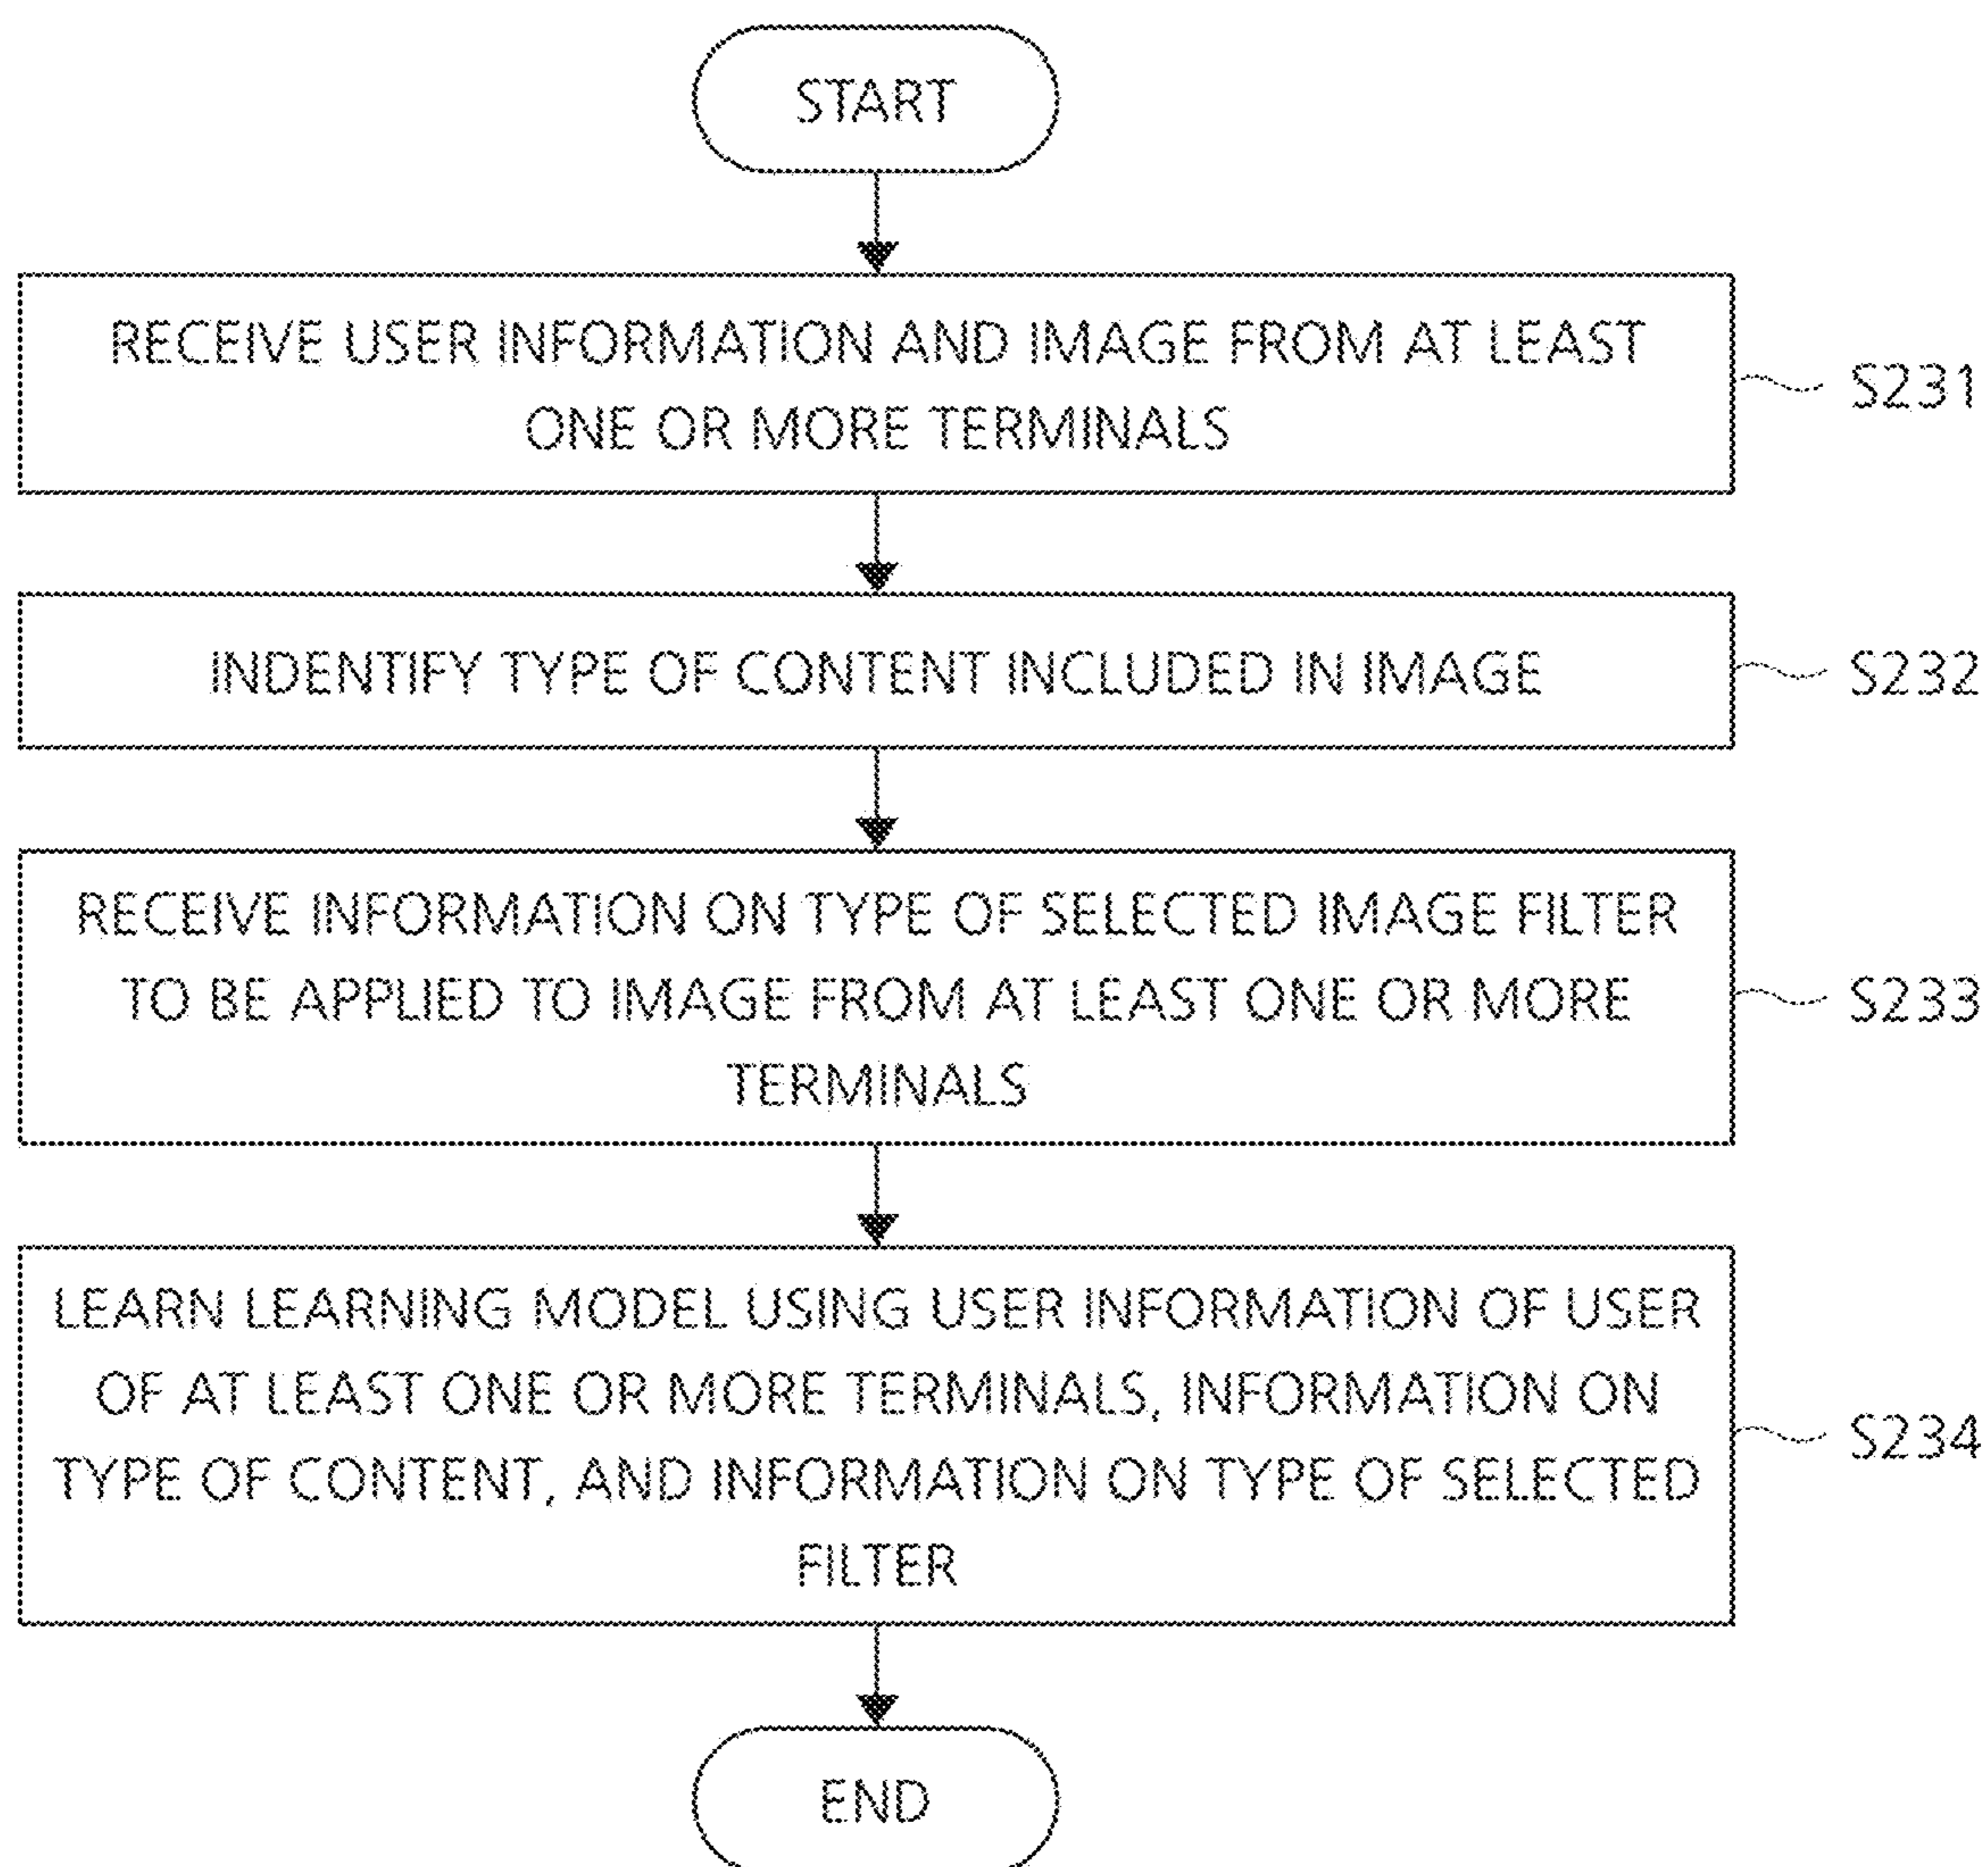 START
RECEIVE USER INFORMATION AND IMAGE FROM AT LEAST
ONE OR MORE TERMINALS
S231
INDENTIFY TYPE OF CONTENT INCLUDED IN IMAGE
S232
RECEIVE INFORMATION ON TYPE OF SELECTED IMAGE FILTER
TO BE APPLIED TO IMAGE FROM AT LEAST ONE OR MORE
TERMINALS
S233
LEARN LEARNING MODEL USING USER INFORMATION OF USER
OF AT LEAST ONE OR MORE TERMINALS, INFORMATION ON
TYPE OF CONTENT, AND INFORMATION ON TYPE OF SELECTED
FILTER
S234
END